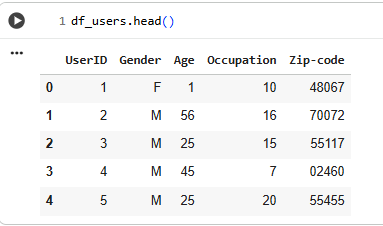 1 df_users.head()
UserID Gender Age Occupation Zip-code
0 1 F 1 10 48067
1 2 M 56 16 70072
2 3 M 25 15 55117
3 4 M 45 7 02460
4 5 M 25 20 55455